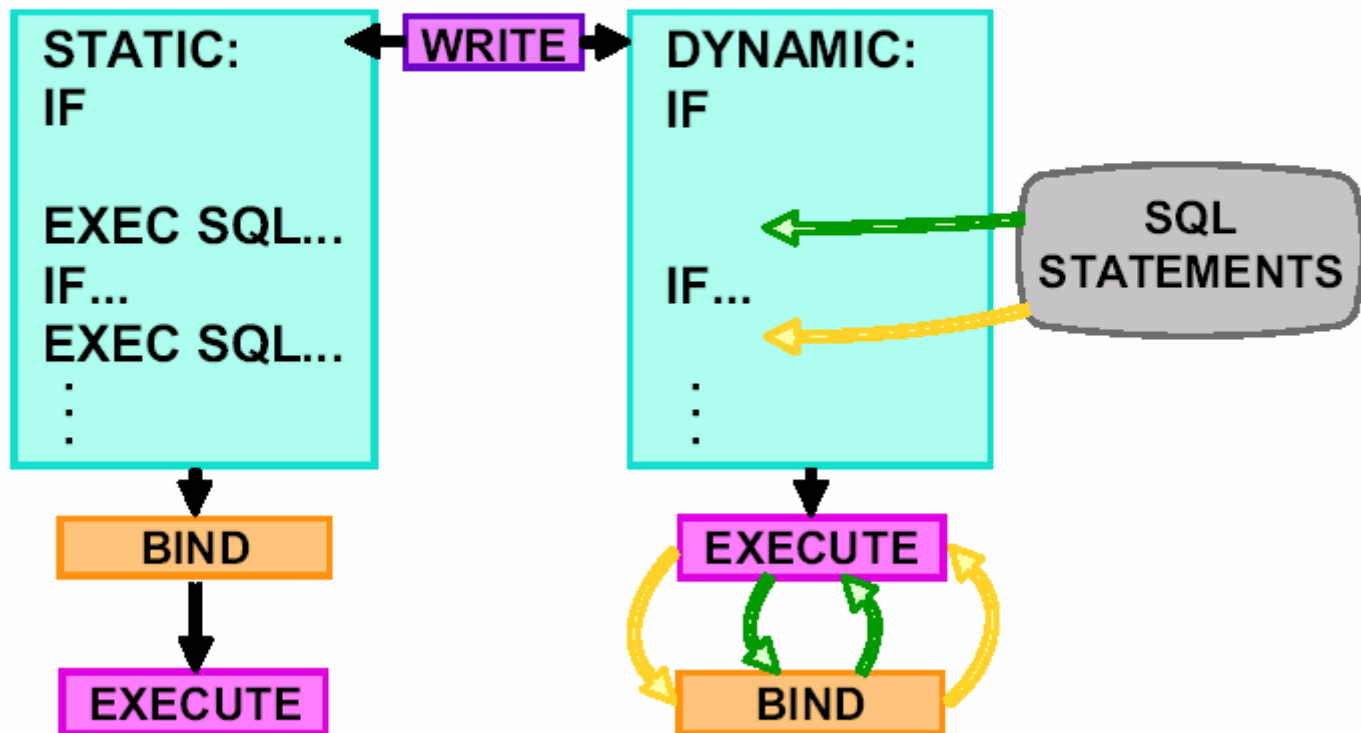 WRITE
STATIC:
IF
EXEC SQL...
IF...
EXEC SQL...
.
.
.
BIND
EXECUTE
DYNAMIC:
IF
IF...
.
.
.
SQL
STATEMENTS
EXECUTE
BIND